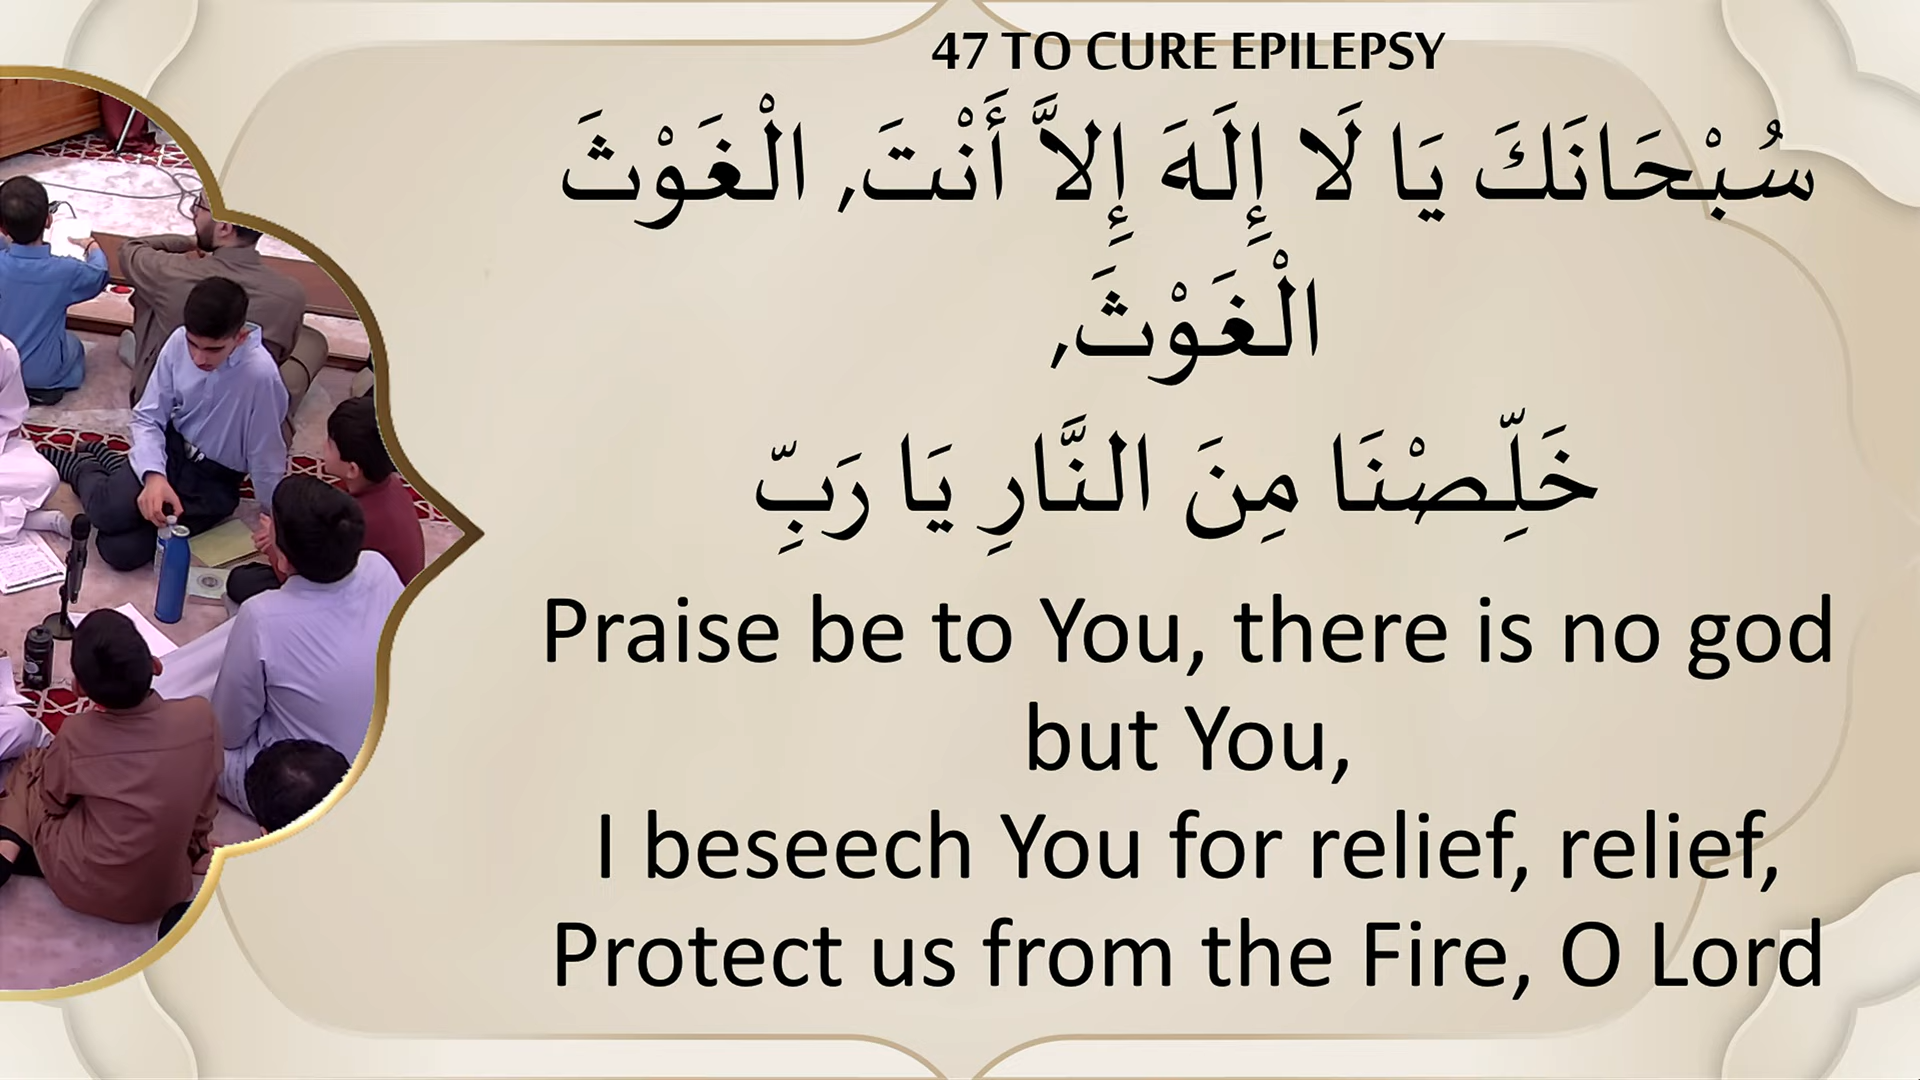 47 TO CURE EPILEPSY
سُبْحَانَكَ يَا لَا إِلَهَ إِلاَّ أَنْتَ, الْغَوْثَ
الْغَوْثَ,
خَلِّصْنَا مِنَ النَّارِ يَا رَبِّ
Praise be to You, there is no god
but You,
I beseech You for relief, relief,
Protect us from the Fire, O Lord